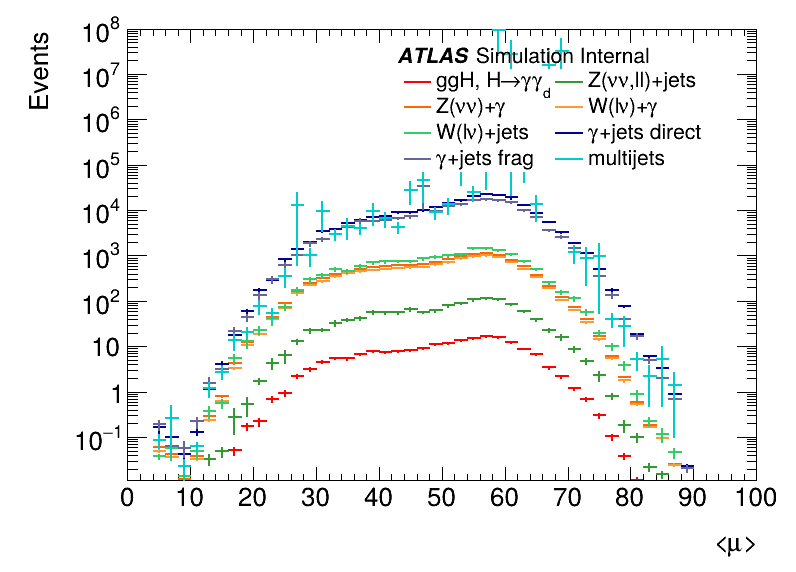 Events
10⁸
10⁷
10⁶
10⁵
10⁴
10³
10²
10
1
10⁻¹
ATLAS Simulation Internal
ggH, H→γγ_d Z(νν,ll)+jets
Z(νν)+γ W(lν)+γ
W(lν)+jets γ+jets direct
γ+jets frag multijets
0 10 20 30 40 50 60 70 80 90 100
<μ>